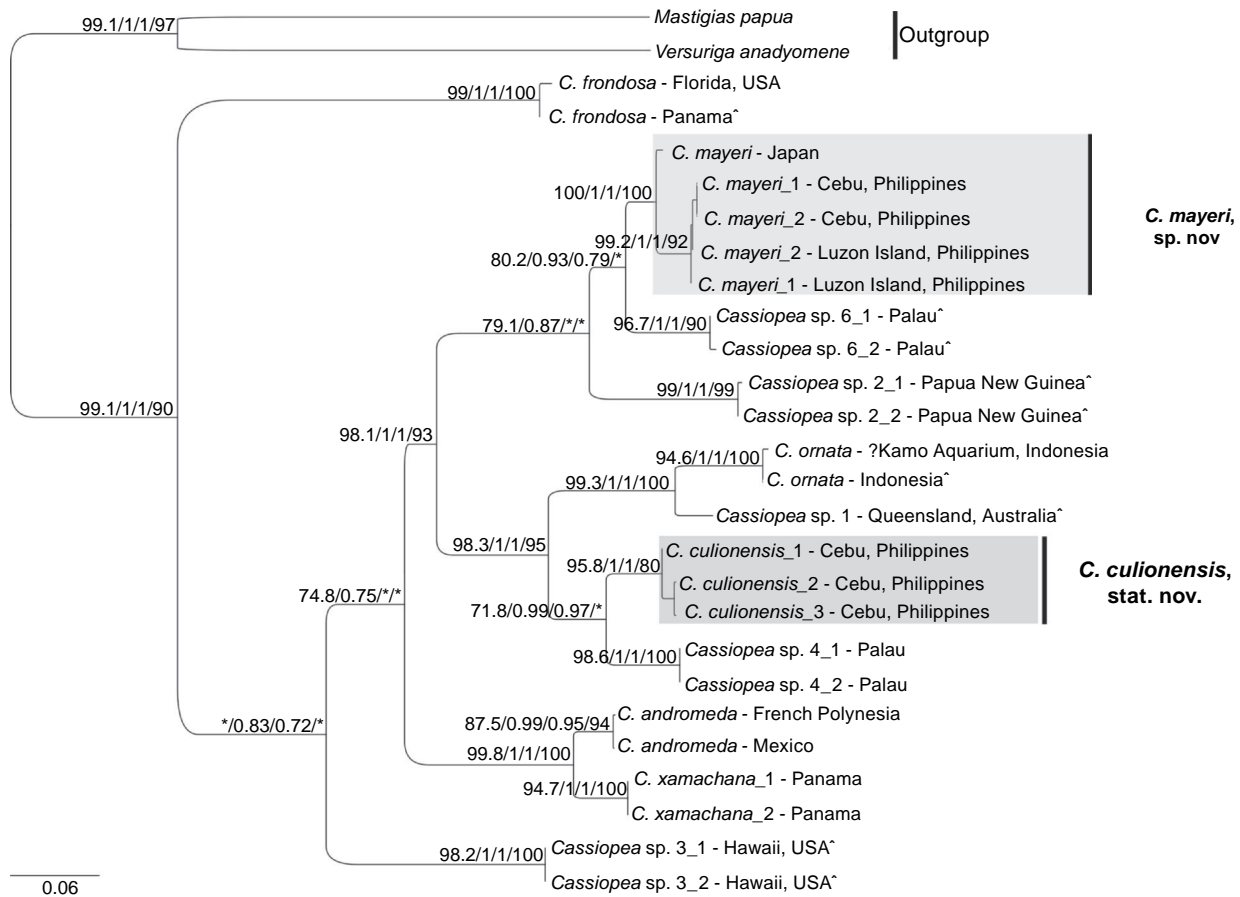 99.1/1/1/97
Mastigias papua
Versuriga anadyomene
Outgroup
99/1/1/100
C. frondosa - Florida, USA
C. frondosa - Panama^
C. mayeri - Japan
100/1/1/100
C. mayeri_1 - Cebu, Philippines
C. mayeri_2 - Cebu, Philippines
99.2/1/1/92
C. mayeri_2 - Luzon Island, Philippines
C. mayeri_1 - Luzon Island, Philippines
C. mayeri,
sp. nov
80.2/0.93/0.79/*
79.1/0.87/*/*
96.7/1/1/90
Cassiopea sp. 6_1 - Palau^
Cassiopea sp. 6_2 - Palau^
99/1/1/99
Cassiopea sp. 2_1 - Papua New Guinea^
Cassiopea sp. 2_2 - Papua New Guinea^
99.1/1/1/90
98.1/1/1/93
94.6/1/1/100
C. ornata - ?Kamo Aquarium, Indonesia
C. ornata - Indonesia^
99.3/1/1/100
Cassiopea sp. 1 - Queensland, Australia^
98.3/1/1/95
95.8/1/1/80
C. culionensis_1 - Cebu, Philippines
C. culionensis_2 - Cebu, Philippines
C. culionensis_3 - Cebu, Philippines
C. culionensis,
stat. nov.
74.8/0.75/*/*
71.8/0.99/0.97/*
98.6/1/1/100
Cassiopea sp. 4_1 - Palau
Cassiopea sp. 4_2 - Palau
*/0.83/0.72/*
87.5/0.99/0.95/94
C. andromeda - French Polynesia
C. andromeda - Mexico
99.8/1/1/100
94.7/1/1/100
C. xamachana_1 - Panama
C. xamachana_2 - Panama
98.2/1/1/100
Cassiopea sp. 3_1 - Hawaii, USA^
Cassiopea sp. 3_2 - Hawaii, USA^
0.06